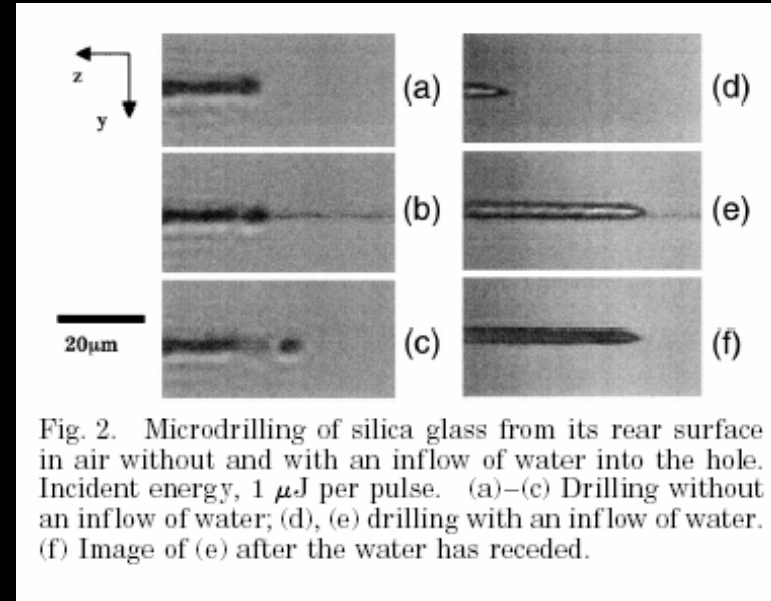 z
y
(a)
(d)
(b)
(e)
20μm
(c)
(f)
Fig. 2. Microdrilling of silica glass from its rear surface
in air without and with an inflow of water into the hole.
Incident energy, 1 μJ per pulse. (a)–(c) Drilling without
an inflow of water; (d), (e) drilling with an inflow of water.
(f) Image of (e) after the water has receded.